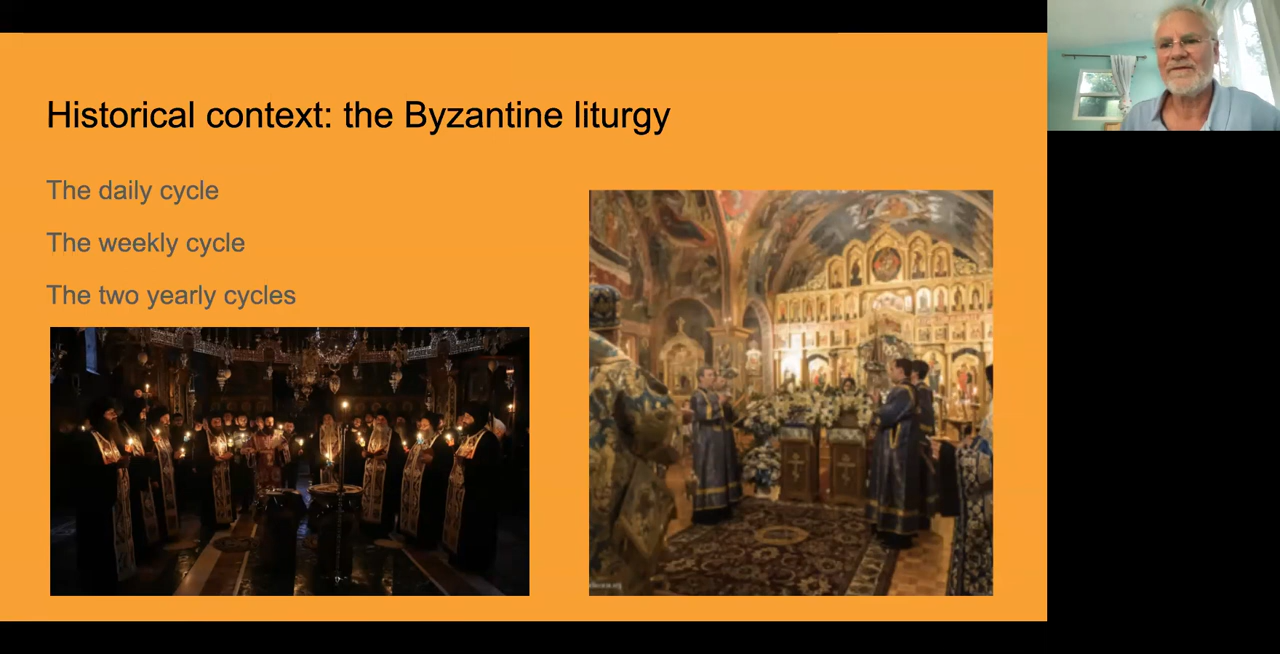 Historical context: the Byzantine liturgy
The daily cycle
The weekly cycle
The two yearly cycles